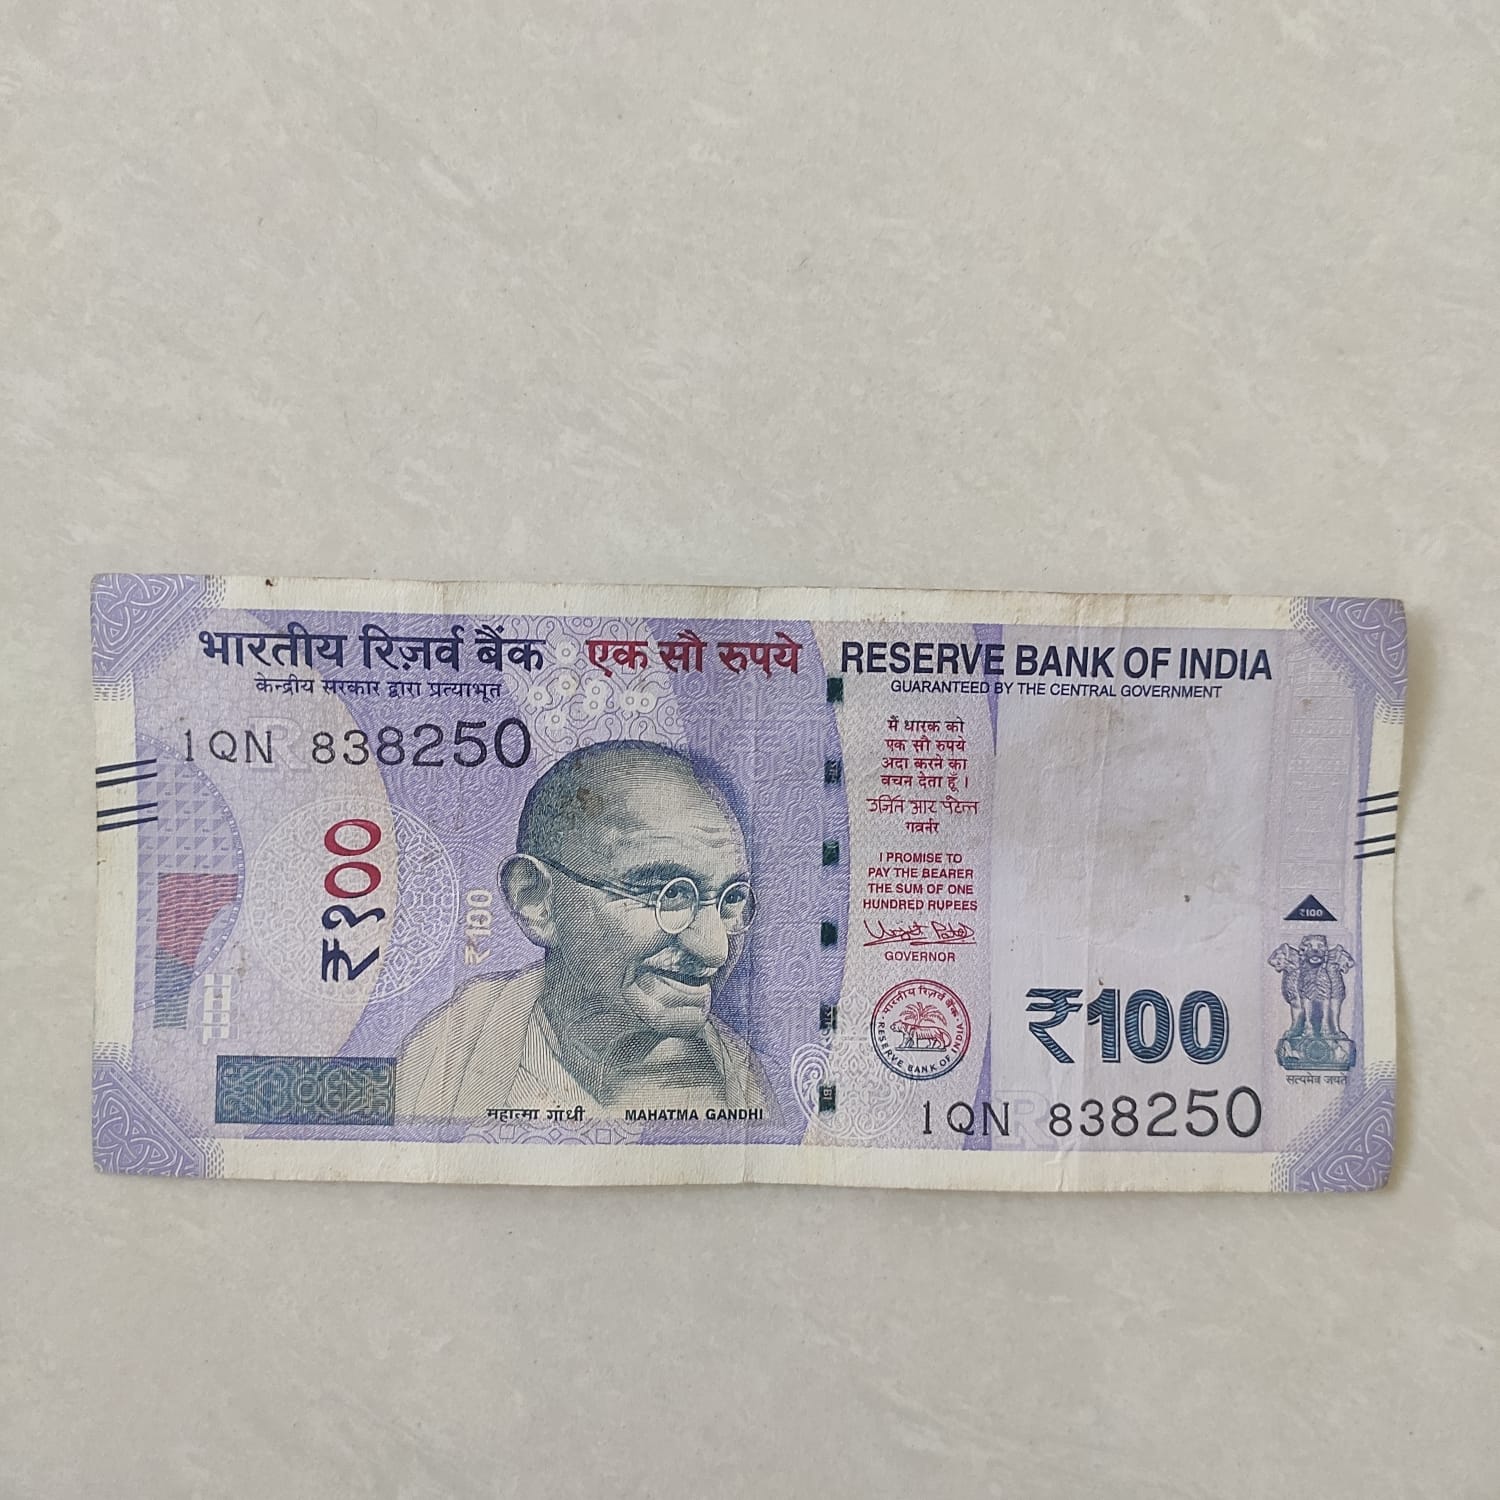 भारतीय रिज़र्व बैंक
केन्द्रीय सरकार द्वारा प्रत्याभूत
एक सौ रुपये
RESERVE BANK OF INDIA
GUARANTEED BY THE CENTRAL GOVERNMENT
1QN 838250
₹१००
₹100
मैं धारक को
एक सौ रुपये
अदा करने का
वचन देता हूँ।
उर्जित आर पटेल
गवर्नर
I PROMISE TO
PAY THE BEARER
THE SUM OF ONE
HUNDRED RUPEES
Urjit Patel
GOVERNOR
भारतीय रिज़र्व बैंक
RESERVE BANK OF INDIA
₹100
₹100
सत्यमेव जयते
महात्मा गांधी
MAHATMA GANDHI
1QN 838250